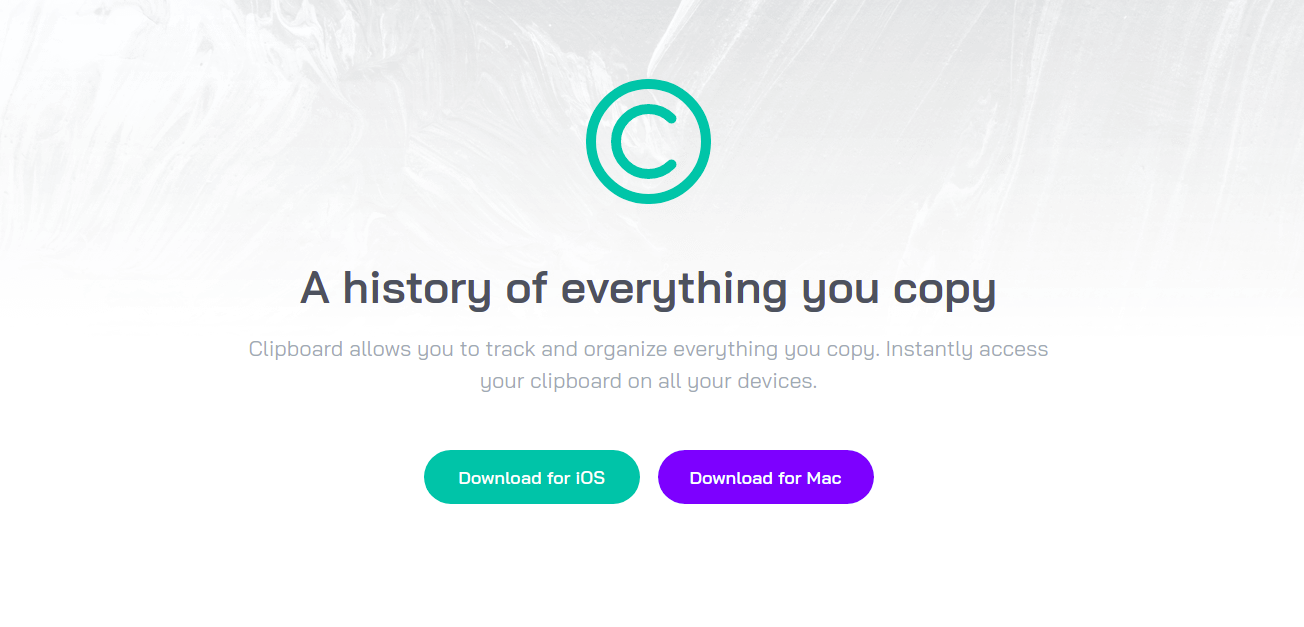 A history of everything you copy
Clipboard allows you to track and organize everything you copy. Instantly access
your clipboard on all your devices.
Download for iOS
Download for Mac